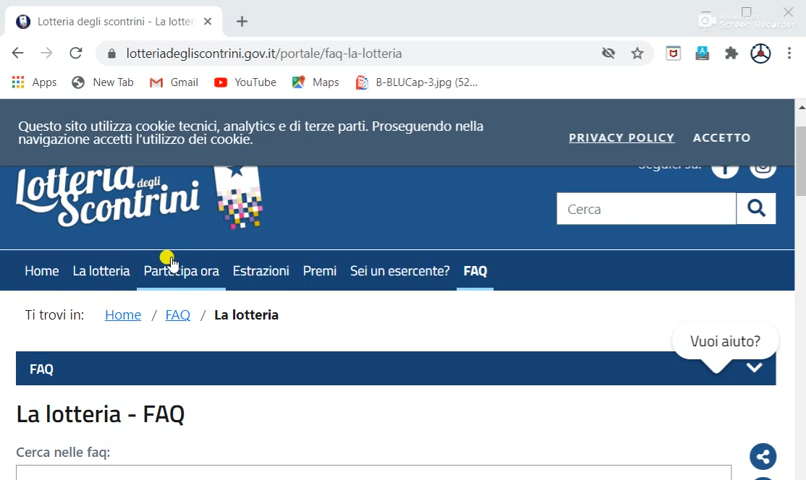 Lotteria degli scontrini - La lotter
Screen Recorder
lotteriadegliscontrini.gov.it/portale/faq-la-lotteria
Apps New Tab Gmail YouTube Maps B-BLUCap-3.jpg (52...
Questo sito utilizza cookie tecnici, analytics e di terze parti. Proseguendo nella
navigazione accetti l'utilizzo dei cookie.
PRIVACY POLICY ACCETTO
Seguici su:
Lotteria degli
Scontrini
Cerca
Home La lotteria Partecipa ora Estrazioni Premi Sei un esercente? FAQ
Ti trovi in: Home / FAQ / La lotteria
Vuoi aiuto?
FAQ
La lotteria - FAQ
Cerca nelle faq: